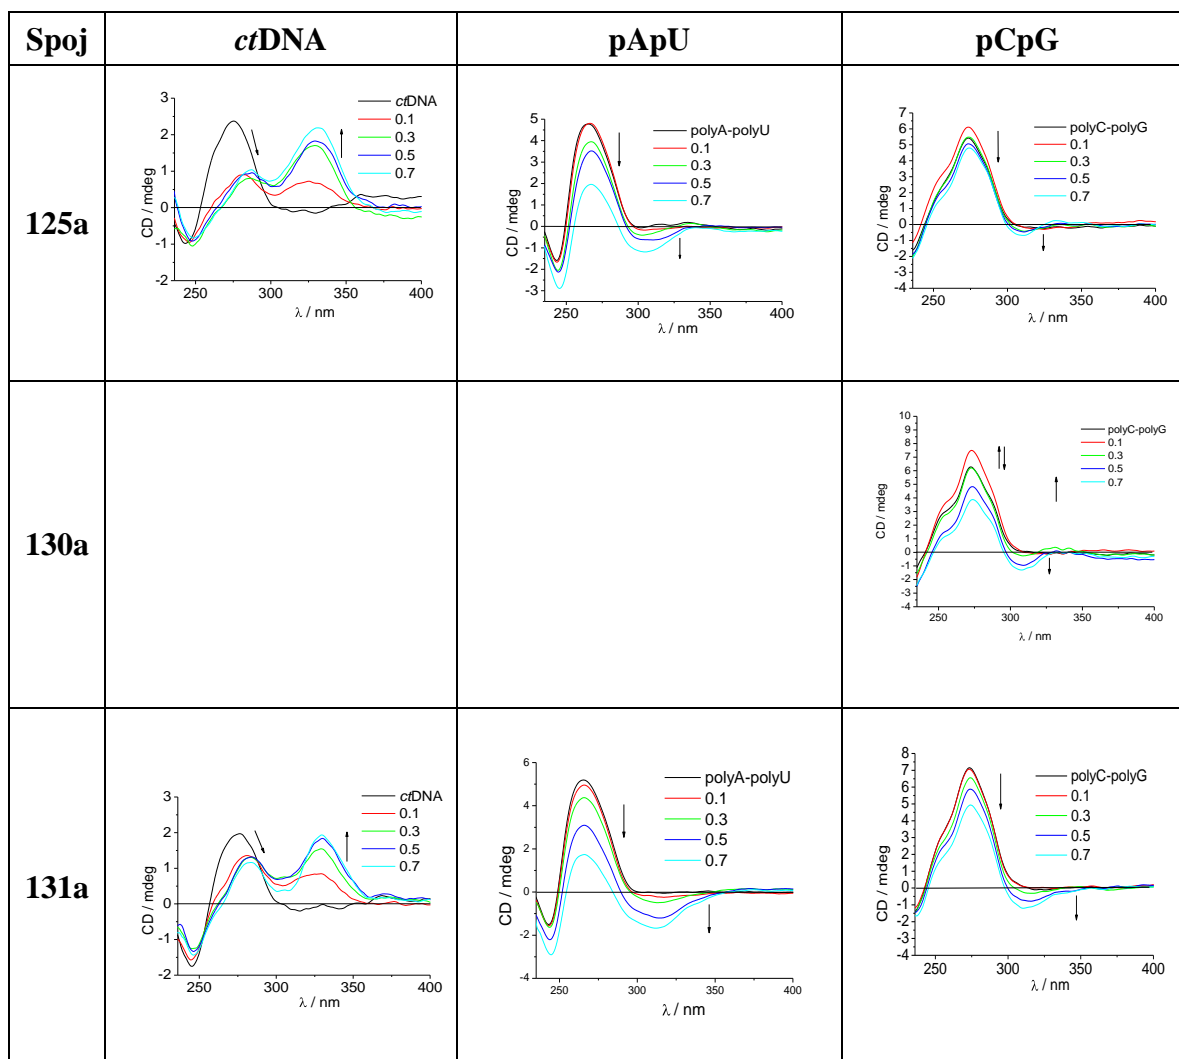 Spoj ctDNA pApU pCpG
125a
3
2
1
0
1
2
250 300 350 400
CD / mdeg
λ / nm
ctDNA
0.1
0.3
0.5
0.7
5
4
3
2
1
0
-1
-2
-3
250 300 350 400
CD / mdeg
λ / nm
polyA-polyU
0.1
0.3
0.5
0.7
7
6
5
4
3
2
1
0
-1
-2
-3
-4
250 300 350 400
CD / mdeg
λ / nm
polyC-polyG
0.1
0.3
0.5
0.7
130a
10
9
8
7
6
5
4
3
2
1
0
-1
-2
-3
-4
250 300 350 400
CD / mdeg
λ / nm
polyC-polyG
0.1
0.3
0.5
0.7
131a
3
2
1
0
-1
-2
250 300 350 400
CD / mdeg
λ / nm
ctDNA
0.1
0.3
0.5
0.7
6
4
2
0
-2
4
250 300 350 400
CD / mdeg
λ / nm
polyA-polyU
0.1
0.3
0.5
0.7
8
7
6
5
4
3
2
1
0
-1
-2
-3
-4
250 300 350 400
CD / mdeg
λ / nm
polyC-polyG
0.1
0.3
0.5
0.7